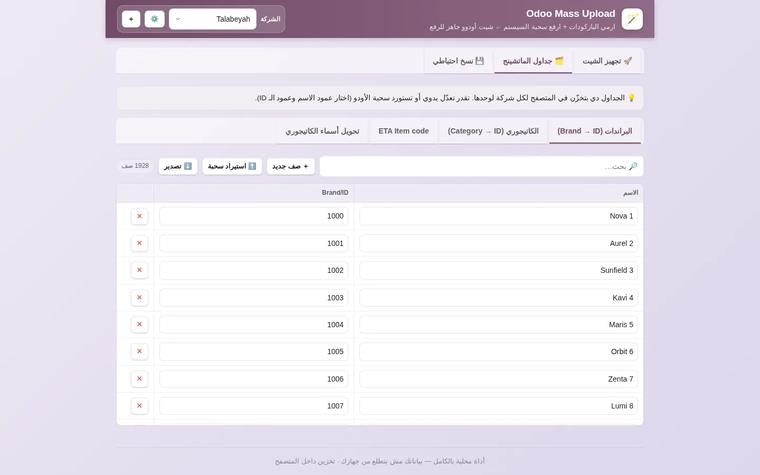 Odoo Mass Upload
ارمي الباركودات + ارفع سحبة السيستم ← شيت أودوو جاهز للرفع
الشركة
Talabeyah
⚙️
+
🚀 تجهيز الشيت
🗂️ جداول الماتشينج
💾 نسخ احتياطي
💡 الجداول دي بتخزّن في المتصفح لكل شركة لوحدها. تقدر تعدّل يدوي أو تستورد سحبة الأودو (اختار عمود الاسم وعمود الـ ID).
البراندات (Brand → ID)
الكاتيجوري (Category → ID)
ETA Item code
تحويل أسماء الكاتيجوري
🔎 بحث…
+ صف جديد
⬆️ استيراد سحبة
⬇️ تصدير
1928 صف
الاسم
Brand/ID
Nova 1
1000
✕
Aurel 2
1001
✕
Sunfield 3
1002
✕
Kavi 4
1003
✕
Maris 5
1004
✕
Orbit 6
1005
✕
Zenta 7
1006
✕
Lumi 8
1007
✕
أداة محلية بالكامل — بياناتك مش بتطلع من جهازك · تخزين داخل المتصفح